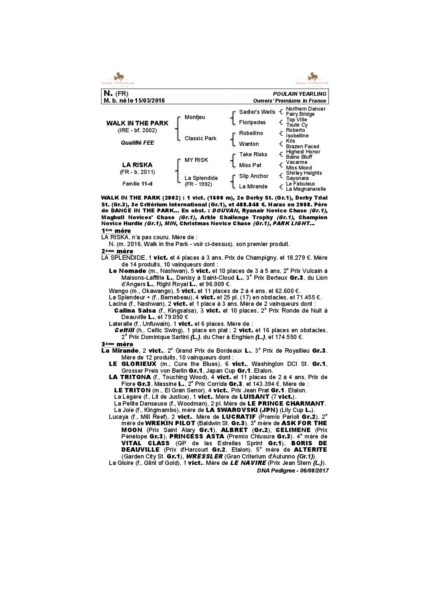 N. (FR) POULAIN YEARLING
M. b. né le 15/03/2016 Owners' Premiums in France
WALK IN THE PARK
(IRE - bf. 2002)
Qualifié FEE
LA RISKA
(FR - b. 2011)
Famille 11-d
Montjeu
Classic Park
MY RISK
La Splendide
(FR - 1992)
Sadler's Wells
Floripedes
Robellino
Wanton
Take Risks
Miss Pat
Slip Anchor
La Mirande
Northern Dancer
Fairy Bridge
Top Ville
Toute Cy
Roberto
Isobelline
Kris
Brazen Faced
Highest Honor
Baino Bluff
Vacarme
Miss Mood
Shirley Heights
Sayonara
Le Fabuleux
La Magnanarelle
WALK IN THE PARK (2002) : 1 vict. (1600 m), 2e Derby St. (Gr.1), Derby Trial
St. (Gr.3), 3e Critérium International (Gr.1), et 488.848 €. Haras en 2008. Père
de DANCE IN THE PARK... En obst. : DOUVAN, Ryanair Novice Chase (Gr.1),
Maghull Novices' Chase (Gr.1), Arkle Challenge Trophy (Gr.1), Champion
Novice Hurdle (Gr.1), MIN, Christmas Novice Chase (Gr.1), PARK LIGHT...
1ère mère
LA RISKA, n'a pas couru. Mère de :
N. (m. 2016, Walk in the Park - voir ci-dessus), son premier produit.
2ème mère
LA SPLENDIDE, 1 vict. et 4 places à 3 ans, Prix de Champigny, et 18.279 €. Mère
de 14 produits, 10 vainqueurs dont :
Le Nomade (m., Nashwan), 5 vict. et 10 places de 3 à 5 ans, 2° Prix Vulcain à
Maisons-Laffitte L., Denisy à Saint-Cloud L., 3° Prix Berteux Gr.3, du Lion
d'Angers L., Right Royal L., et 96.909 €.
Wango (m., Okawango), 5 vict. et 11 places de 2 à 4 ans, et 62.600 €.
La Splendeur + (f., Bernebeau), 4 vict. et 25 pl. (17) en obstacles, et 71.455 €.
Lacina (f., Nashwan), 2 vict. et 1 place à 3 ans. Mère de 2 vainqueurs dont :
Calina Salsa (f., Kingsalsa), 3 vict. et 10 places, 2° Prix de Ronde de Nuit à
Deauville L., et 79.050 €
Lateralle (f., Unfuwain), 1 vict. et 6 places. Mère de :
Celtill (h., Celtic Swing), 1 place en plat ; 2 vict. et 16 places en obstacles,
2° Prix Dominique Sartini (L.), du Cher à Enghien (L.), et 174.550 €.
3ème mère
La Mirande, 2 vict., 2° Grand Prix de Bordeaux L., 3° Prix de Royallieu Gr.3.
Mère de 12 produits, 10 vainqueurs dont :
LE GLORIEUX (m., Cure the Blues), 6 vict., Washington DCI St. Gr.1,
Grosser Preis von Berlin Gr.1, Japan Cup Gr.1. Etalon.
LA TRITONA (f., Touching Wood), 4 vict. et 11 places de 2 à 4 ans, Prix de
Flore Gr.3, Massine L., 2° Prix Corrida Gr.3, et 143.394 €. Mère de :
LE TRITON (m., El Gran Senor), 4 vict., Prix Jean Prat Gr.1. Etalon.
La Légère (f., Lit de Justice), 1 vict.. Mère de LUISANT (7 vict.).
La Petite Danseuse (f., Woodman), 2 pl. Mère de LE PRINCE CHARMANT.
La Jole (f., Kingmambo), mère de LA SWAROVSKI (JPN) (Lily Cup L.).
Lucaya (f., Mill Reef), 2 vict.. Mère de LUCRATIF (Premio Parioli Gr.2). 2°
mère de WREKIN PILOT (Baldwin St. Gr.3). 3° mère de ASK FOR THE
MOON (Prix Saint Alary Gr.1), ALBRET (Gr.2), CELIMENE (Prix
Pénélope Gr.3), PRINCESS ASTA (Premio Chiusura Gr.3). 4° mère de
VITAL CLASS (GP de las Estrellas Sprint Gr.1), BORIS DE
DEAUVILLE (Prix d'Harcourt Gr.2. Etalon). 5° mère de ALTERITE
(Garden City St. Gr.1), WRESSLER (Gran Criterium d'Autunno (Gr.1)).
La Gloire (f., Glint of Gold), 1 vict.. Mère de LE NAVIRE (Prix Jean Stern (L.)).
DNA Pedigree - 06/08/2017